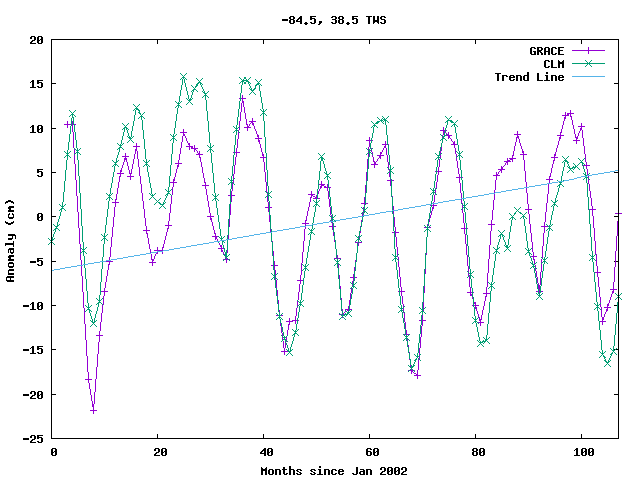 -84.5, 38.5 TWS
GRACE
CLM
Trend Line
20
15
10
5
0
-5
-10
-15
-20
-25
Anomaly (cm)
0 20 40 60 80 100
Months since Jan 2002